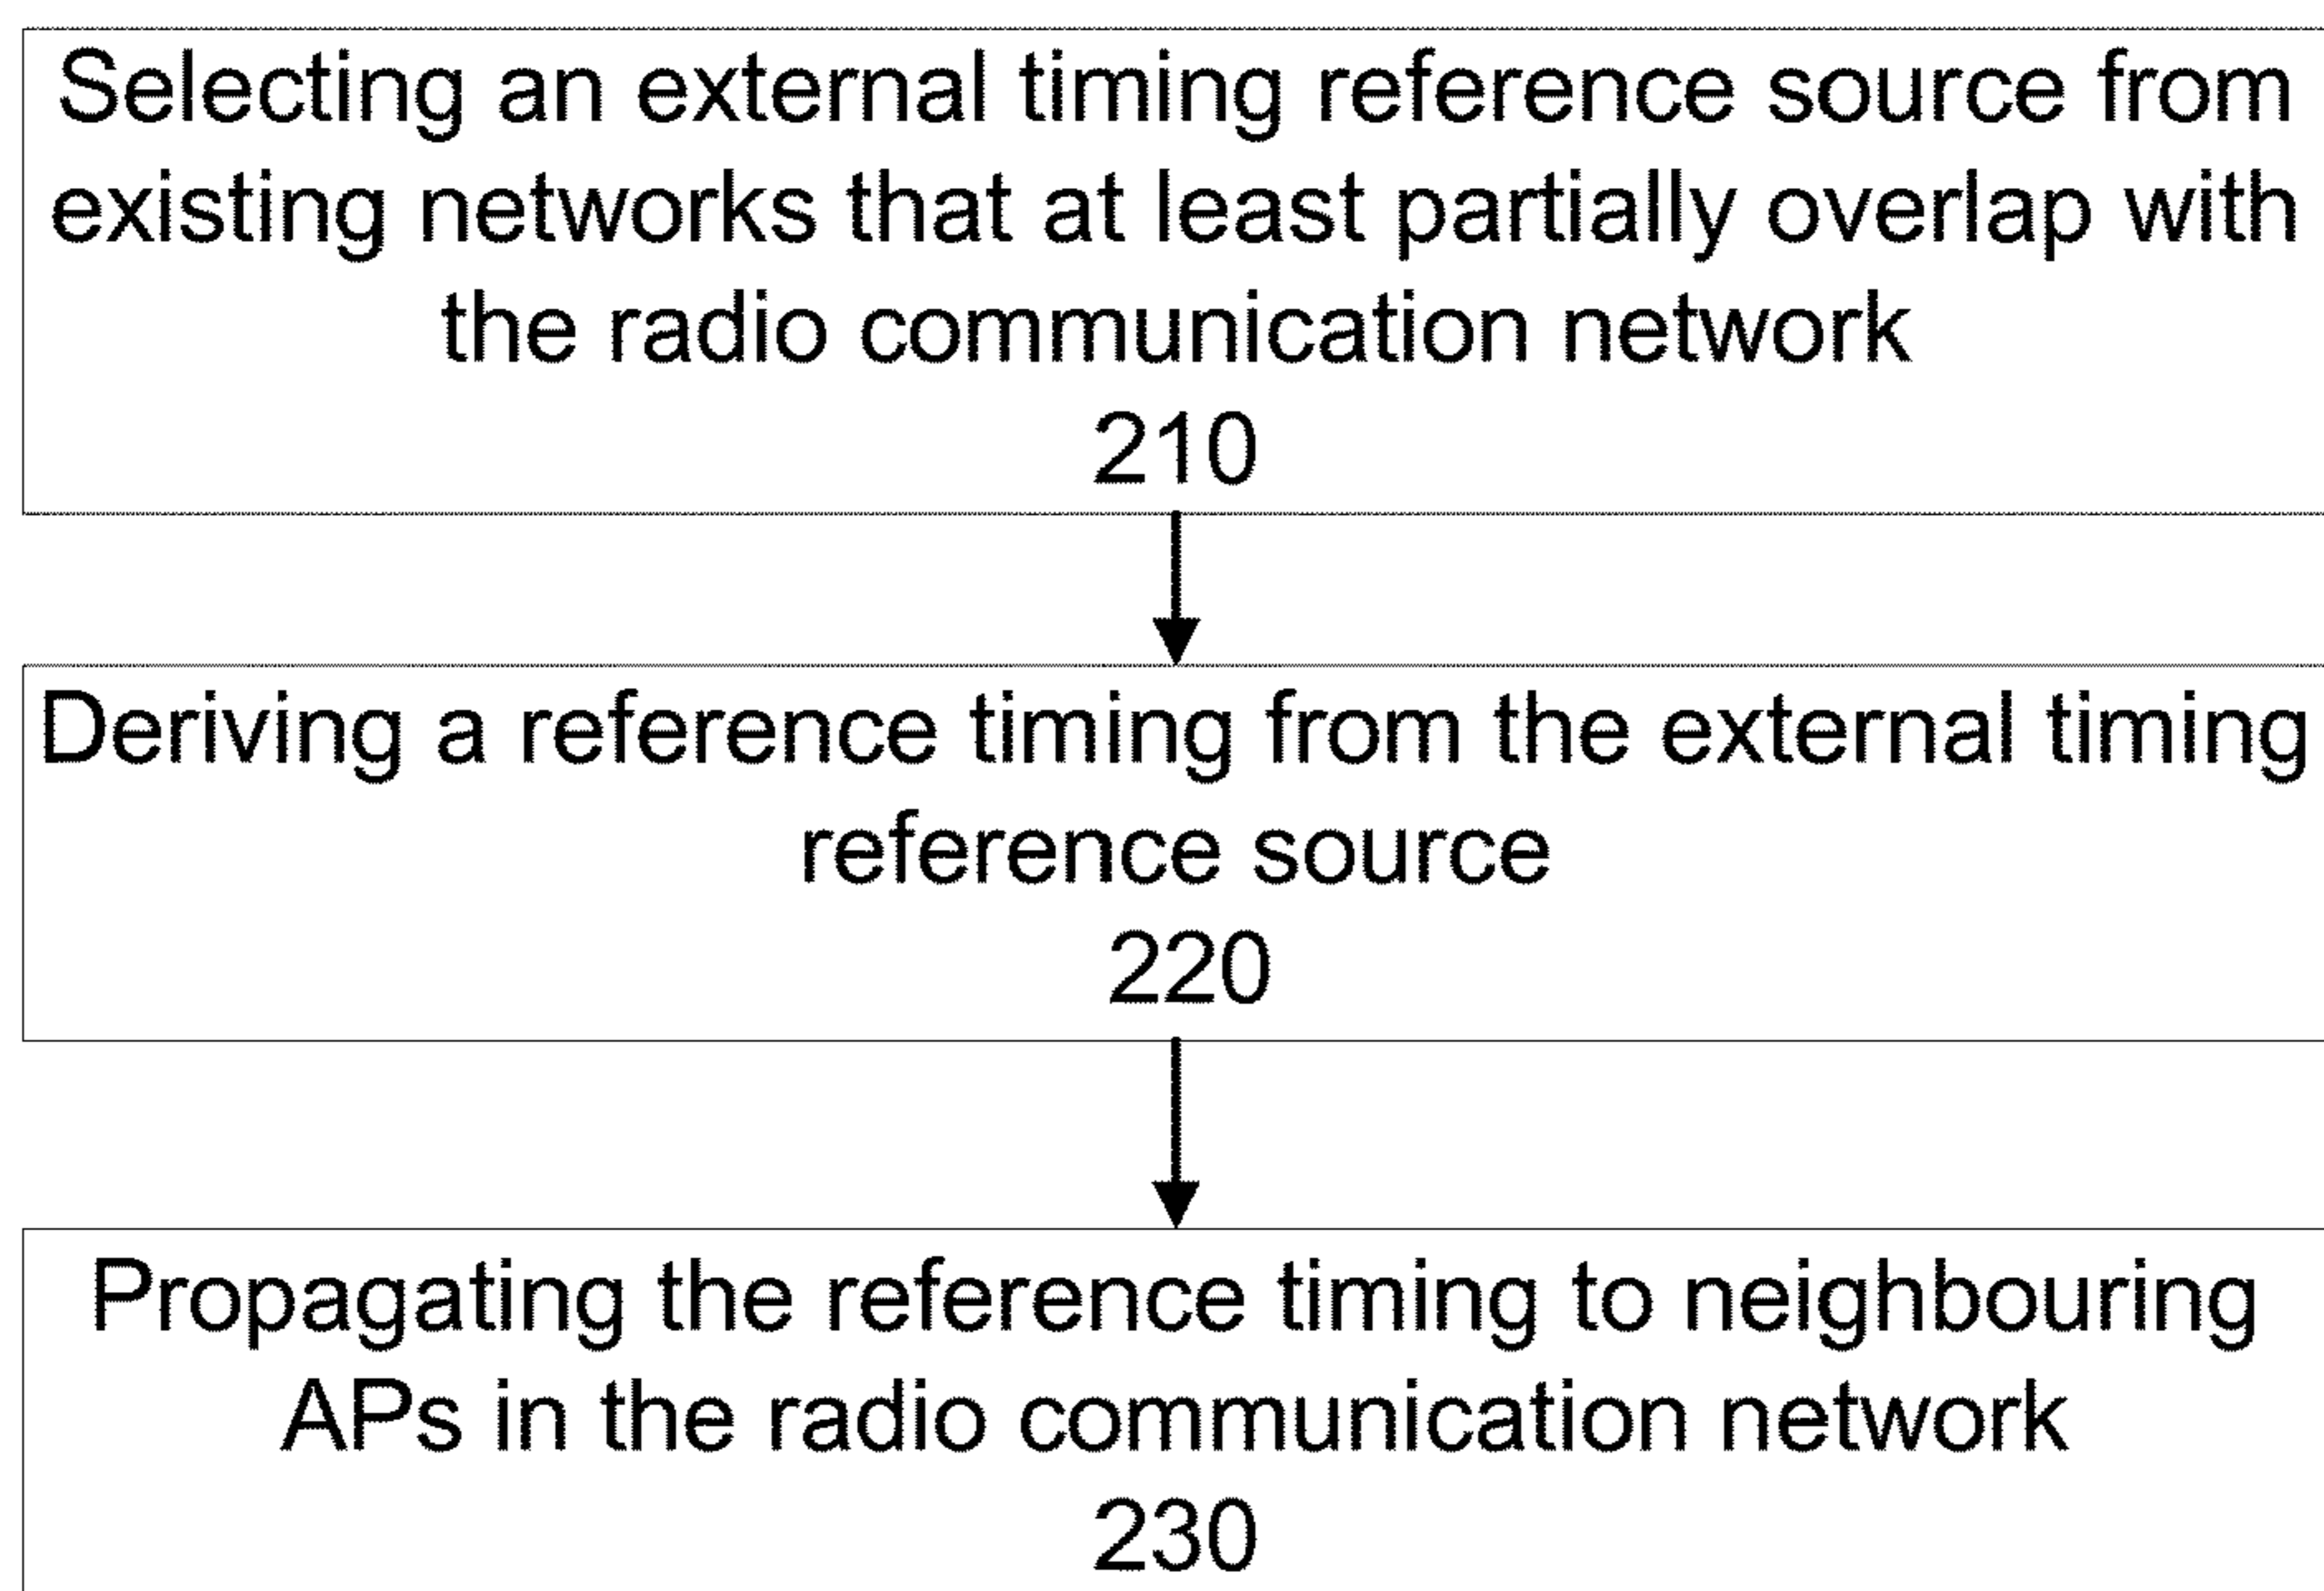 Selecting an external timing reference source from
existing networks that at least partially overlap with
the radio communication network
210
Deriving a reference timing from the external timing
reference source
220
Propagating the reference timing to neighbouring
APs in the radio communication network
230